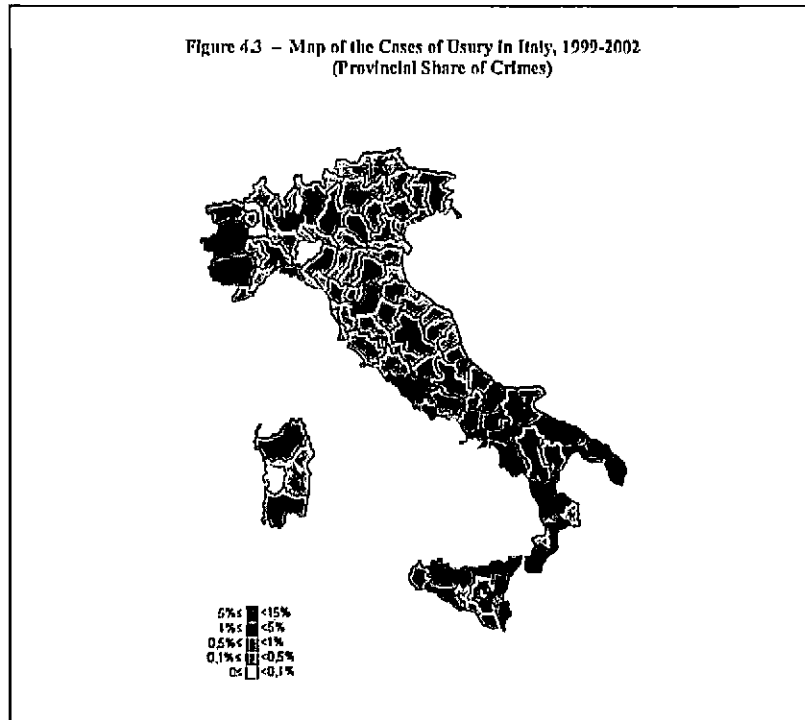 Figure 4.3 – Map of the Cases of Usury in Italy, 1999-2002
(Provincial Share of Crimes)
5%≤ <15%
1%≤ <5%
0,5%≤ <1%
0,1%≤ <0,5%
0≤ <0,1%